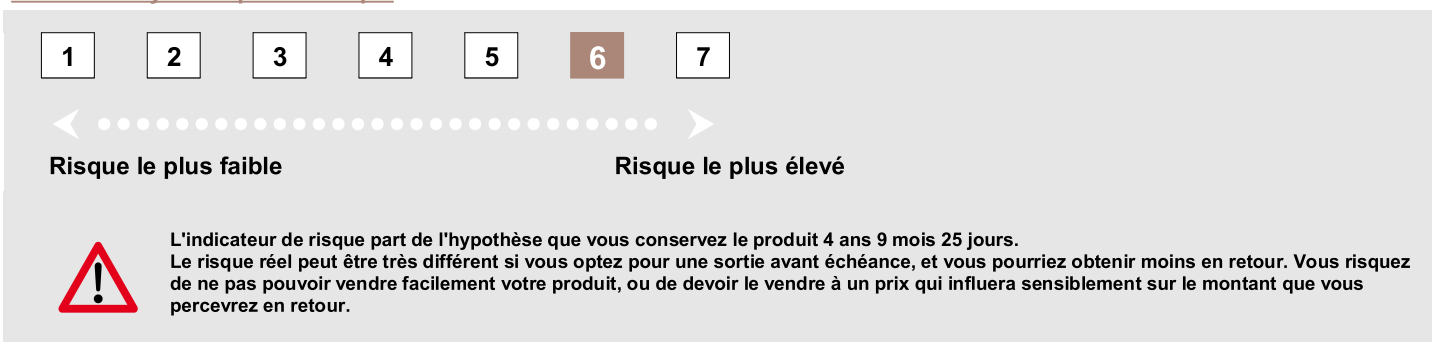 1 2 3 4 5 6 7
Risque le plus faible Risque le plus élevé
L'indicateur de risque part de l'hypothèse que vous conservez le produit 4 ans 9 mois 25 jours.
Le risque réel peut être très différent si vous optez pour une sortie avant échéance, et vous pourriez obtenir moins en retour. Vous risquez
de ne pas pouvoir vendre facilement votre produit, ou de devoir le vendre à un prix qui influera sensiblement sur le montant que vous
percevrez en retour.